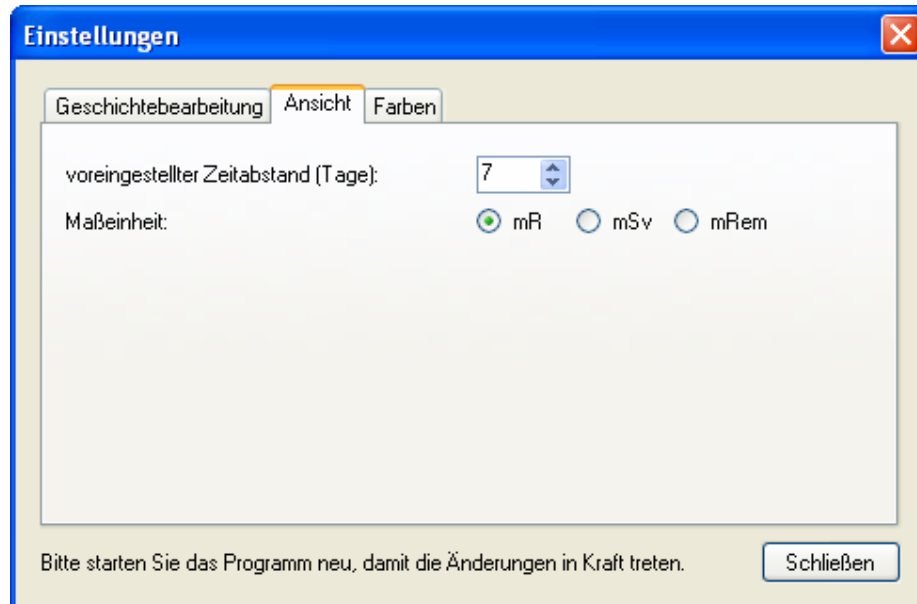 Einstellungen
Geschichtebearbeitung Ansicht Farben
voreingestellter Zeitabstand (Tage): 7
Maßeinheit: mR mSv mRem
Bitte starten Sie das Programm neu, damit die Änderungen in Kraft treten. Schließen